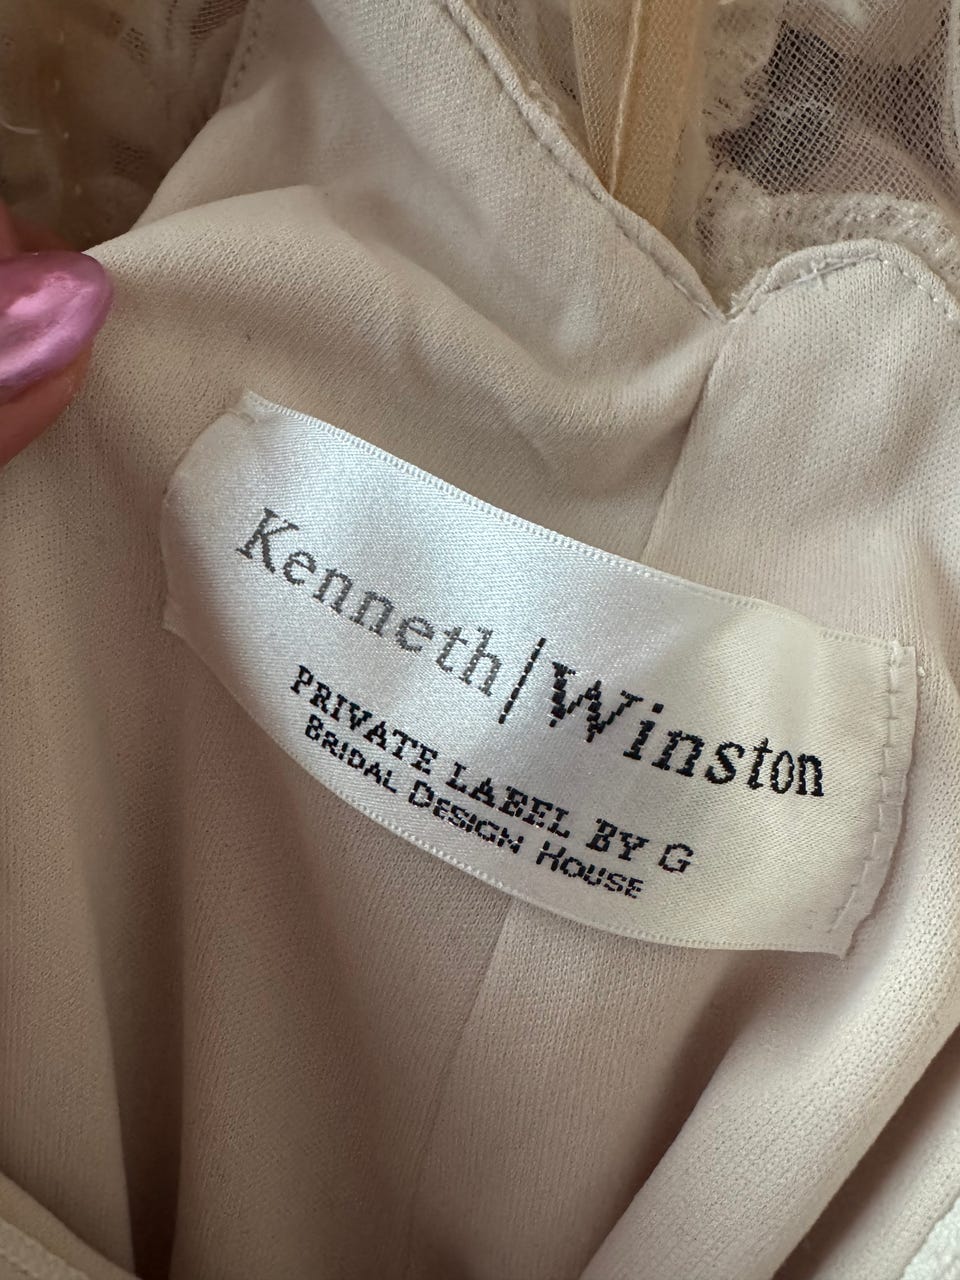 Kenneth|Winston
PRIVATE LABEL BY G
BRIDAL DESIGN HOUSE